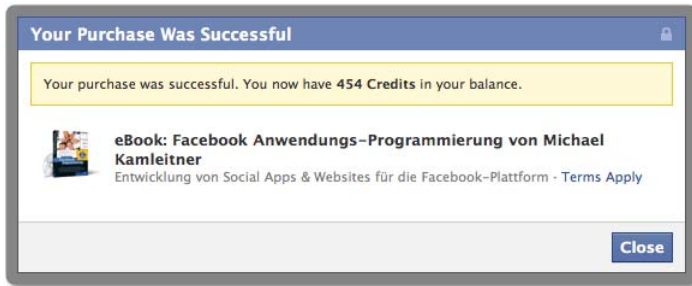 Your Purchase Was Successful
Your purchase was successful. You now have 454 Credits in your balance.
eBook: Facebook Anwendungs-Programmierung von Michael
Kamleitner
Entwicklung von Social Apps & Websites für die Facebook-Plattform · Terms Apply
Close